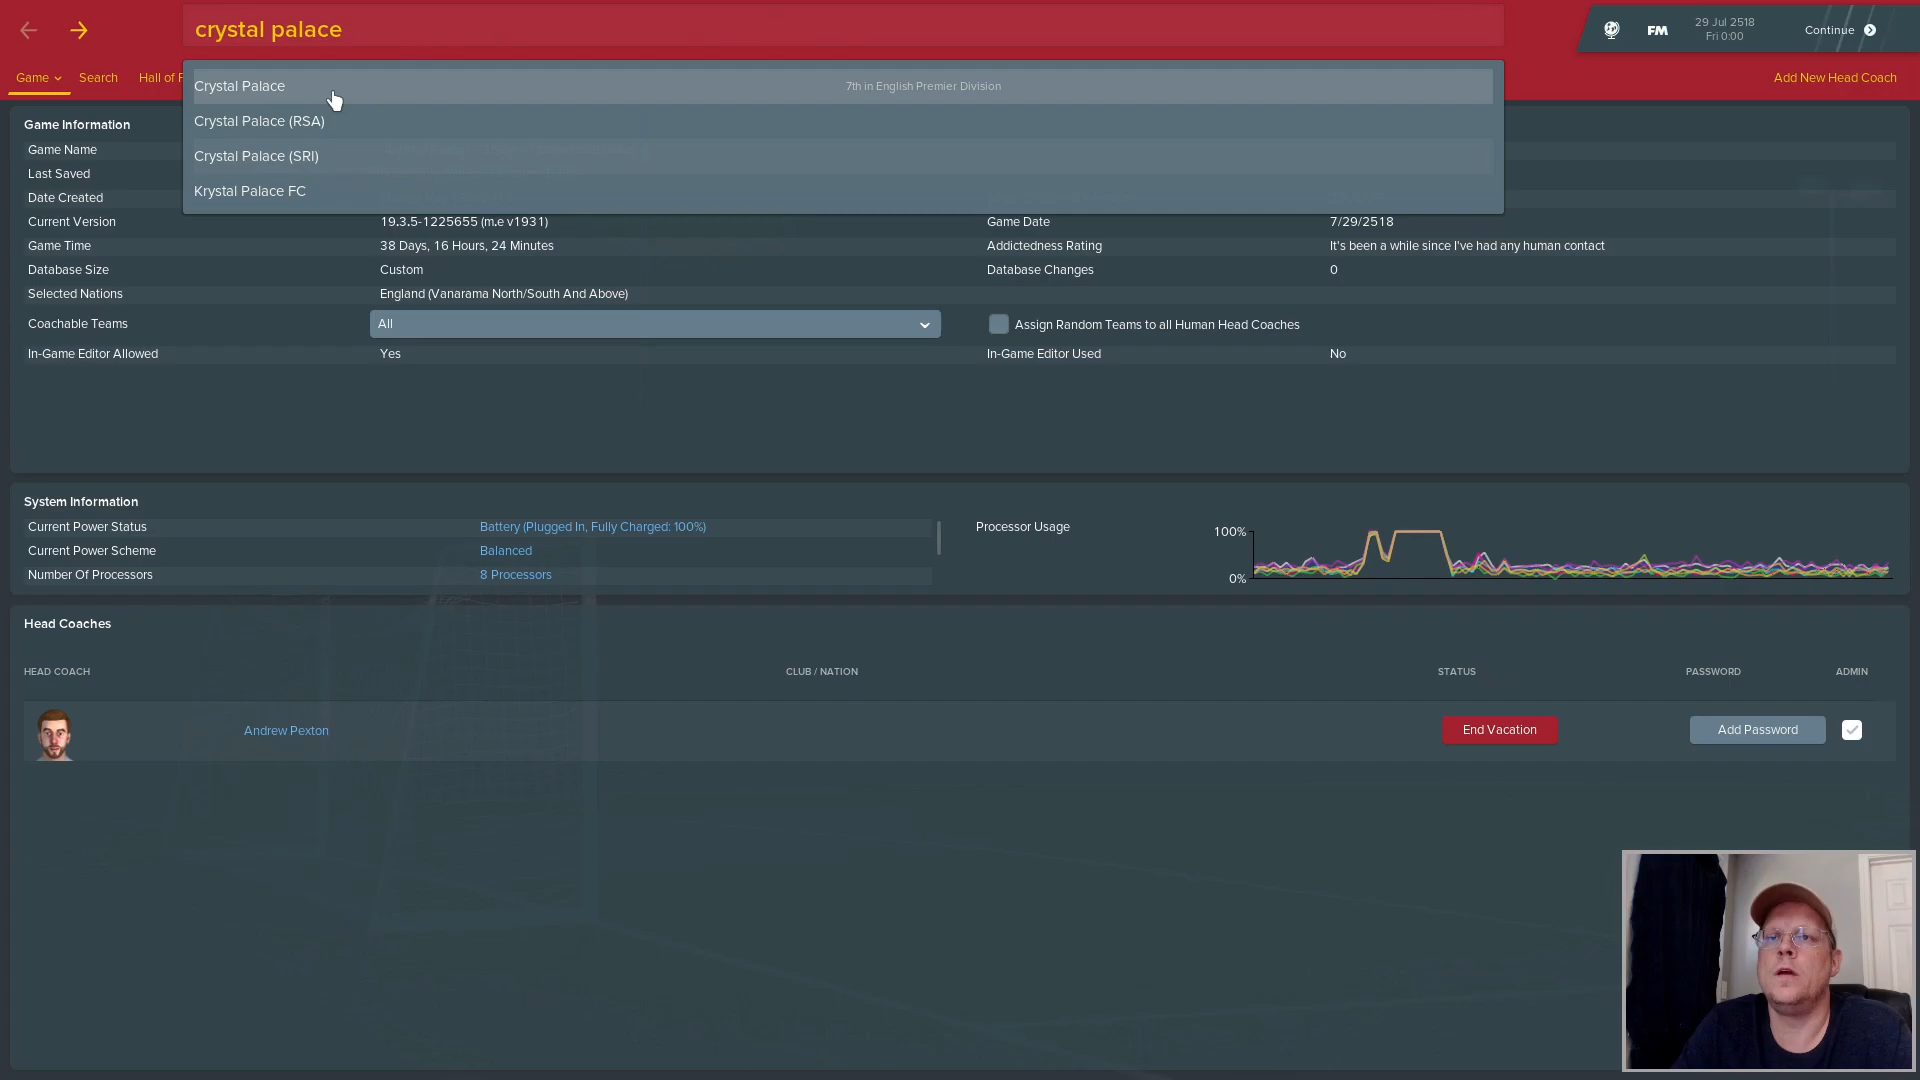 crystal palace
FM
29 Jul 2518
Fri 0:00
Continue
Game
Search
Hall of F
Add New Head Coach
Crystal Palace
7th in English Premier Division
Crystal Palace (RSA)
Crystal Palace (SRI)
Krystal Palace FC
Game Information
Game Name
Last Saved
Date Created
Current Version
19.3.5-1225655 (m.e v1931)
Game Date
7/29/2518
Game Time
38 Days, 16 Hours, 24 Minutes
Addictedness Rating
It's been a while since I've had any human contact
Database Size
Custom
Database Changes
0
Selected Nations
England (Vanarama North/South And Above)
Coachable Teams
All
Assign Random Teams to all Human Head Coaches
In-Game Editor Allowed
Yes
In-Game Editor Used
No
System Information
Current Power Status
Battery (Plugged In, Fully Charged: 100%)
Current Power Scheme
Balanced
Number Of Processors
8 Processors
Processor Usage
100%
0%
Head Coaches
HEAD COACH
CLUB / NATION
STATUS
PASSWORD
ADMIN
Andrew Pexton
End Vacation
Add Password